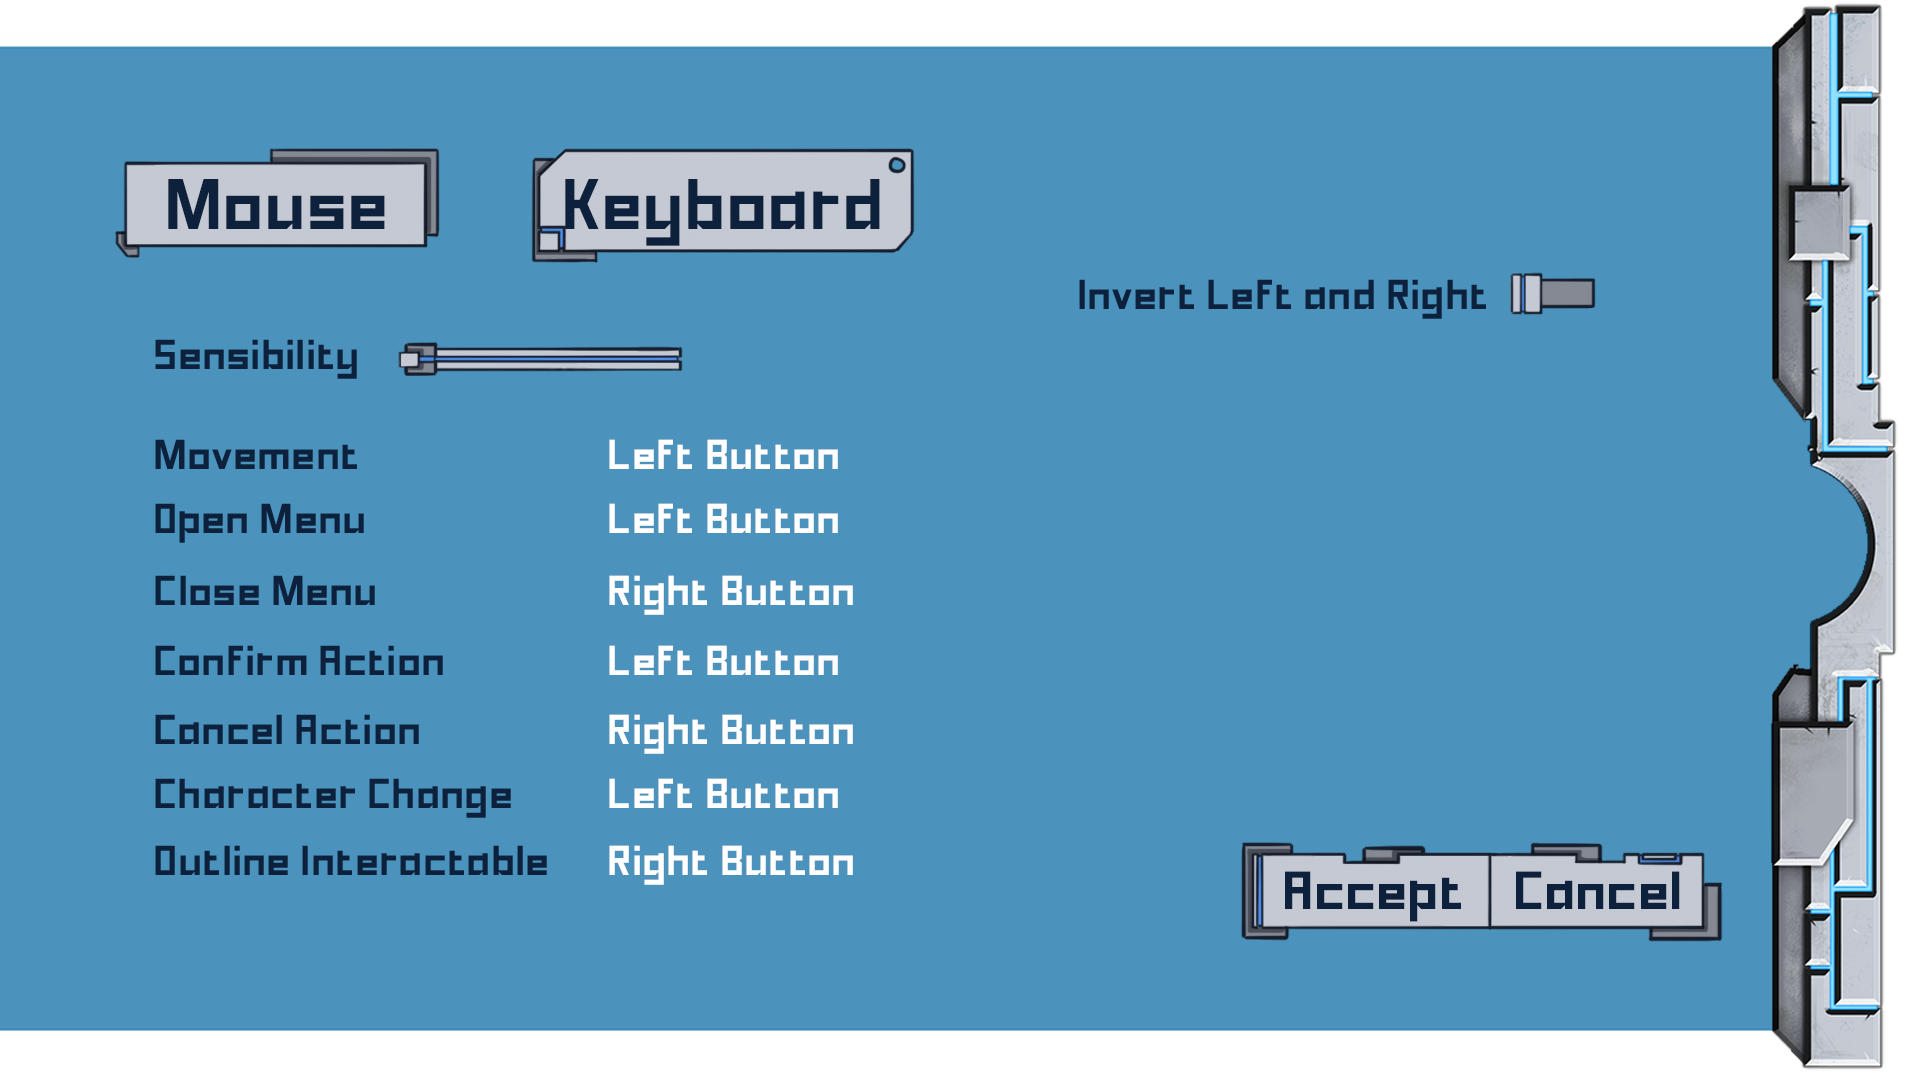 Mouse Keyboard
Invert Left and Right
Sensibility
Movement Left Button
Open Menu Left Button
Close Menu Right Button
Confirm Action Left Button
Cancel Action Right Button
Character Change Left Button
Outline Interactable Right Button
Accept Cancel